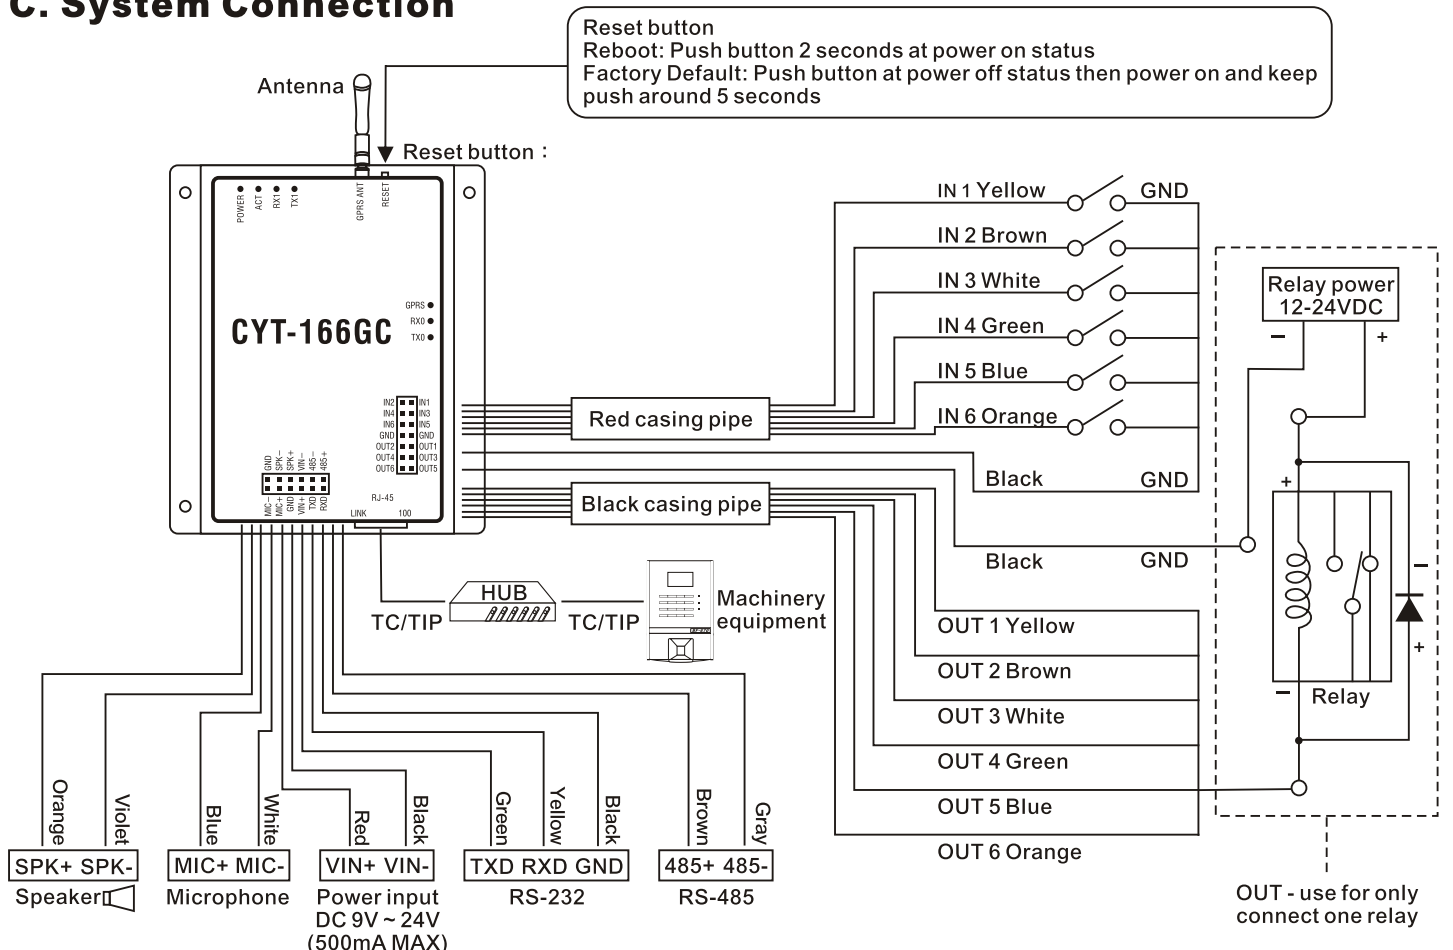 C. System Connection
Reset button
Reboot: Push button 2 seconds at power on status
Factory Default: Push button at power off status then power on and keep
push around 5 seconds
Antenna
Reset button :
POWER
ACT
RX1
TX1
GPRS ANT
RESET
GPRS
RX0
TX0
CYT-166GC
IN2 IN1
IN4 IN3
IN6 IN5
GND GND
OUT2 OUT1
OUT4 OUT3
OUT6 OUT5
GND
SPK-
SPK+
VIN-
485-
485+
MIC-
MIC+
GND
VIN+
TXD
RXD
RJ-45
LINK 100
Red casing pipe
Black casing pipe
IN 1 Yellow GND
IN 2 Brown
IN 3 White
IN 4 Green
IN 5 Blue
IN 6 Orange
Black GND
Black GND
OUT 1 Yellow
OUT 2 Brown
OUT 3 White
OUT 4 Green
OUT 5 Blue
OUT 6 Orange
Relay power
12-24VDC
- +
+
-
-
+
Relay
OUT - use for only
connect one relay
HUB
TC/TIP
TC/TIP
Machinery
equipment
Orange
Violet
Blue
White
Red
Black
Green
Yellow
Black
Brown
Gray
SPK+ SPK-
Speaker
MIC+ MIC-
Microphone
VIN+ VIN-
Power input
DC 9V ~ 24V
(500mA MAX)
TXD RXD GND
RS-232
485+ 485-
RS-485